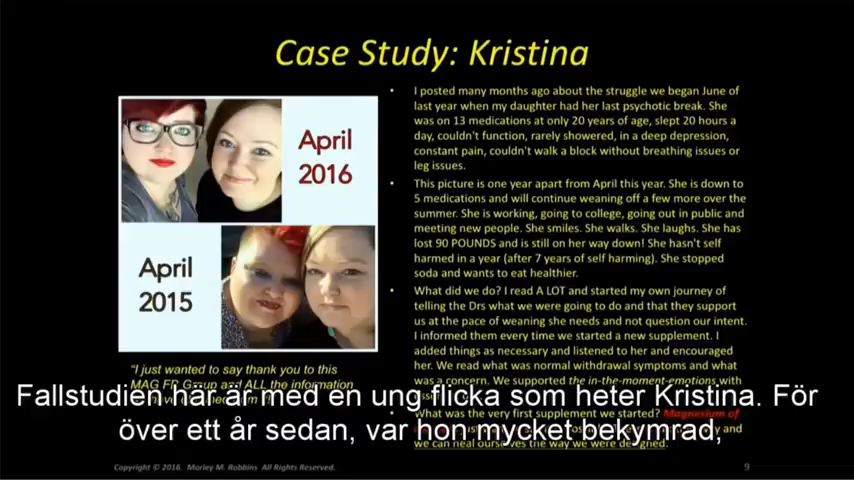 Case Study: Kristina
April
2016
April
2015
"I just wanted to say thank you to this
MAG FP Group and ALL the information
• I posted many months ago about the struggle we began June of
last year when my daughter had her last psychotic break. She
was on 13 medications at only 20 years of age, slept 20 hours a
day, couldn't function, rarely showered, in a deep depression,
constant pain, couldn't walk a block without breathing issues or
leg issues.
• This picture is one year apart from April this year. She is down to
5 medications and will continue weaning off a few more over the
summer. She is working, going to college, going out in public and
meeting new people. She smiles. She walks. She laughs. She has
lost 90 POUNDS and is still on her way down! She hasn't self
harmed in a year (after 7 years of self harming). She stopped
soda and wants to eat healthier.
• What did we do? I read A LOT and started my own journey of
telling the Drs what we were going to do and that they support
us at the pace of weaning she needs and not question our intent.
I informed them every time we started a new supplement. I
added things as necessary and listened to her and encouraged
her. We read what was normal withdrawal symptoms and what
was a concern. We supported the in-the-moment-emotions with
• What was the very first supplement we started? Magnesium of
and
we can heal ourselves the way we were designed.
Fallstudien här är med en ung flicka som heter Kristina. För
över ett år sedan, var hon mycket bekymrad,
Copyright © 2016. Morley M. Robbins All Rights Reserved.
9